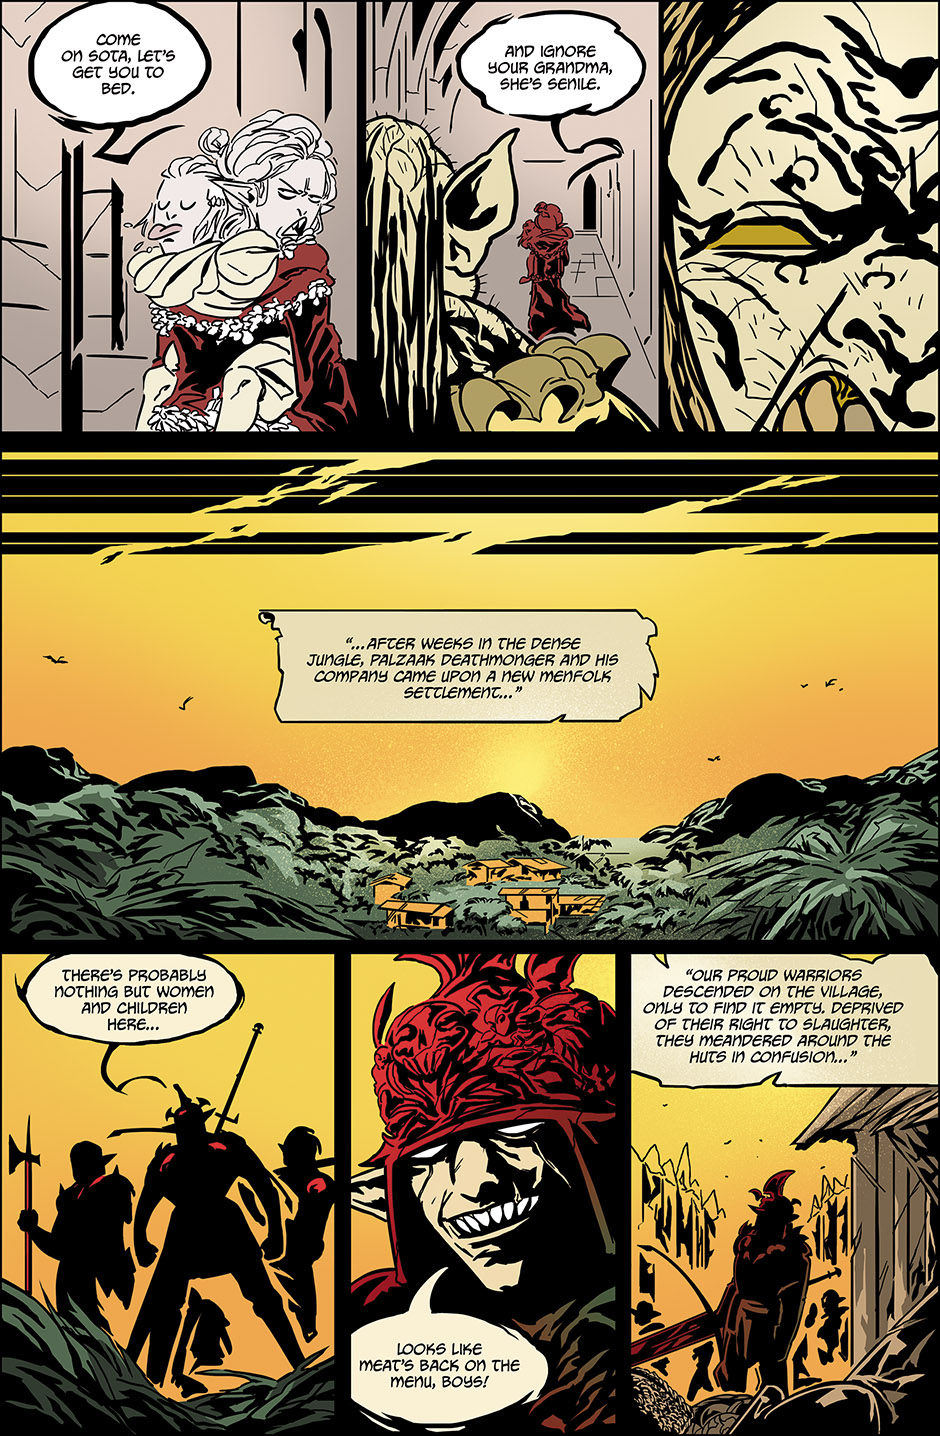 COME
ON SOTA, LET'S
GET YOU TO
BED.
AND IGNORE
YOUR GRANDMA,
SHE'S SENILE.
"...AFTER WEEKS IN THE DENSE
JUNGLE, PALZAAK DEATHMONGER AND HIS
COMPANY CAME UPON A NEW MENFOLK
SETTLEMENT..."
THERE'S PROBABLY
NOTHING BUT WOMEN
AND CHILDREN
HERE...
LOOKS LIKE
MEAT'S BACK ON THE
MENU, BOYS!
"OUR PROUD WARRIORS
DESCENDED ON THE VILLAGE,
ONLY TO FIND IT EMPTY. DEPRIVED
OF THEIR RIGHT TO SLAUGHTER,
THEY MEANDERED AROUND THE
HUTS IN CONFUSION..."